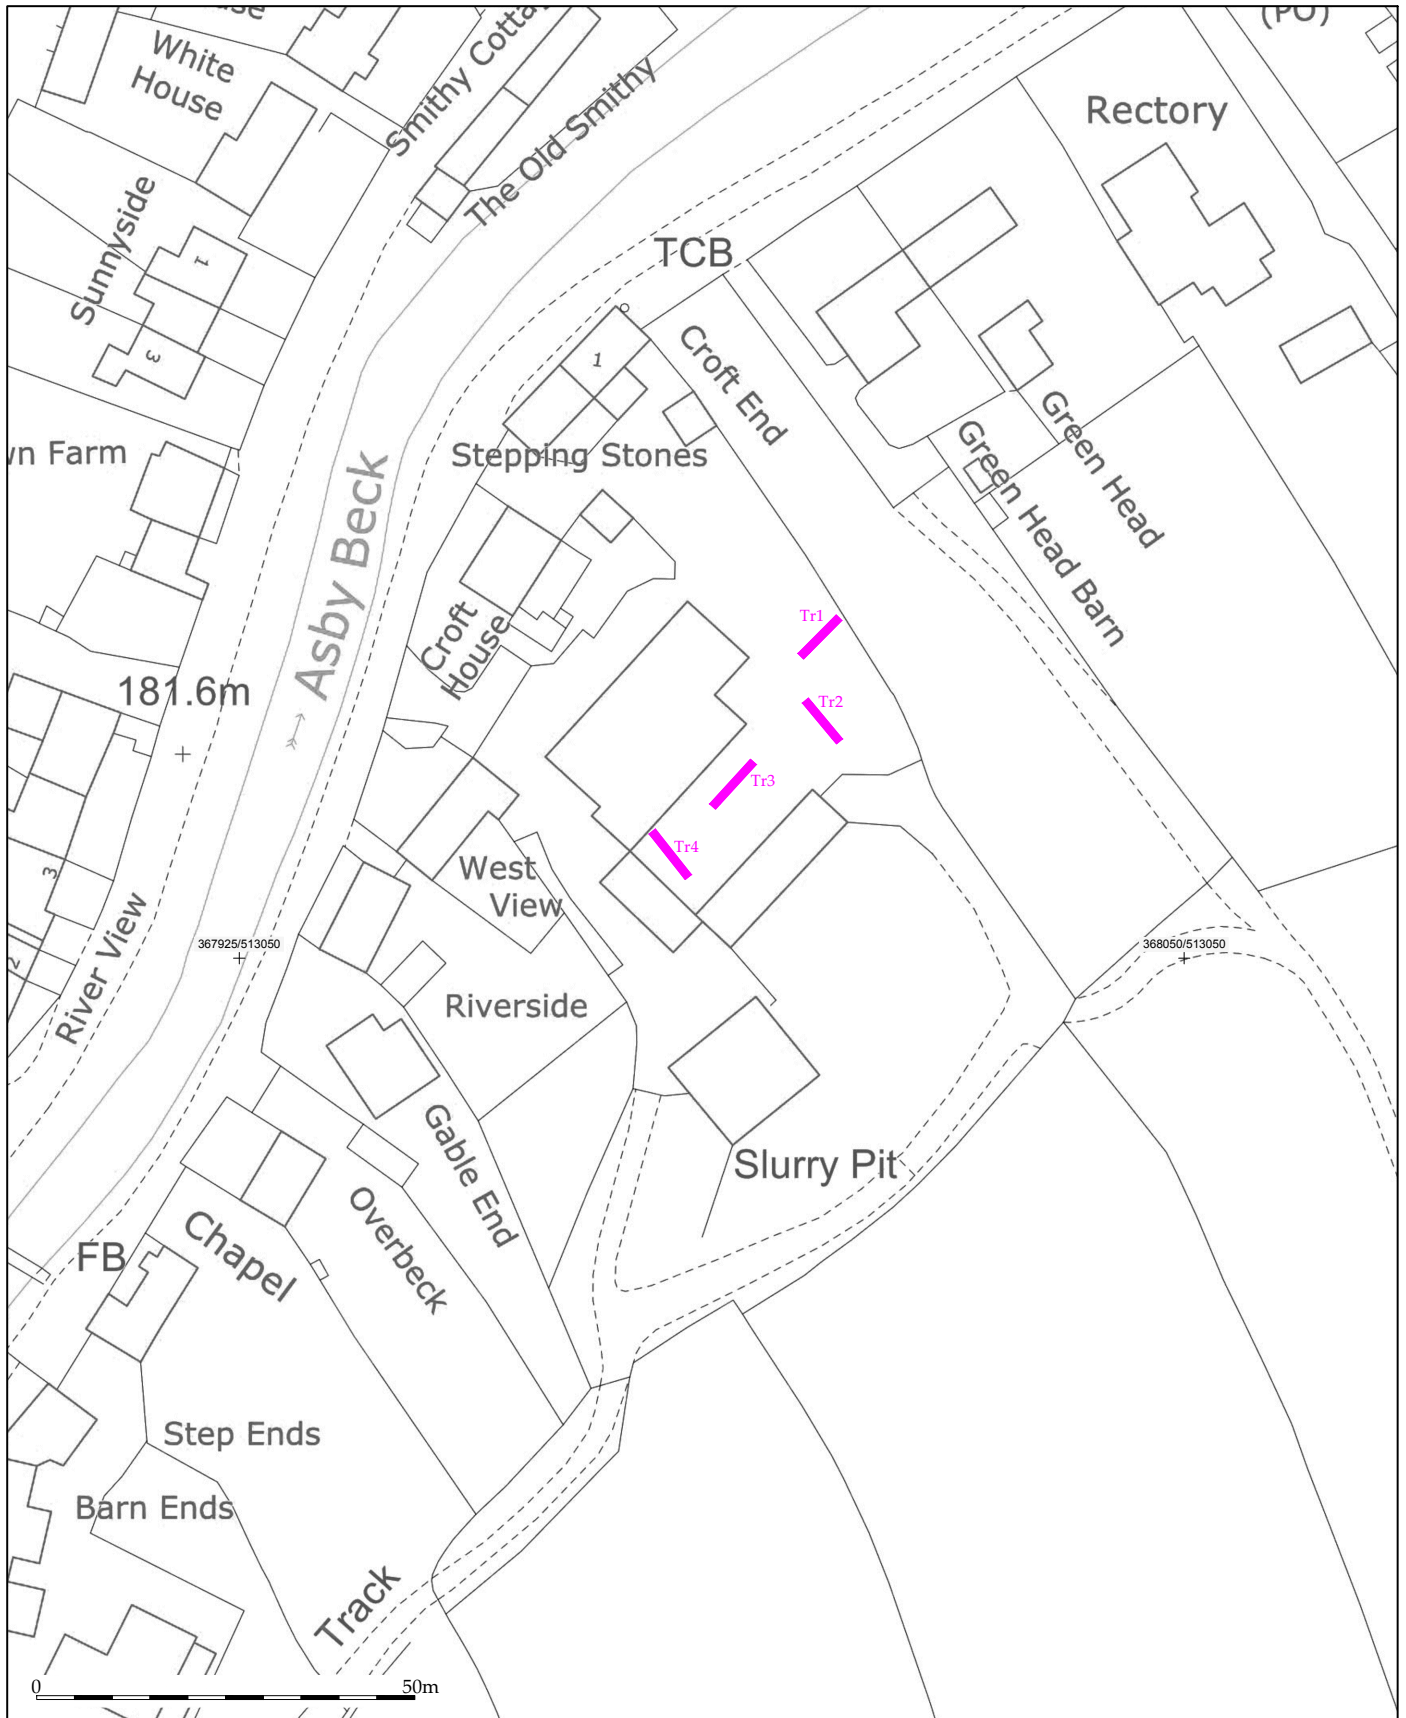 (PO)
White
House
Smithy
The Old Smithy
Rectory
Sunnyside
1
3
TCB
1
Croft End
Stepping Stones
Green Head
Green Head Barn
Farm
Asby Beck
Croft
House
Tr1
181.6m
Tr2
Tr3
Tr4
West
View
3
2
River View
367925/513050
368050/513050
Riverside
Gable End
Slurry Pit
Overbeck
Chapel
FB
Step Ends
Barn Ends
Track
0
50m